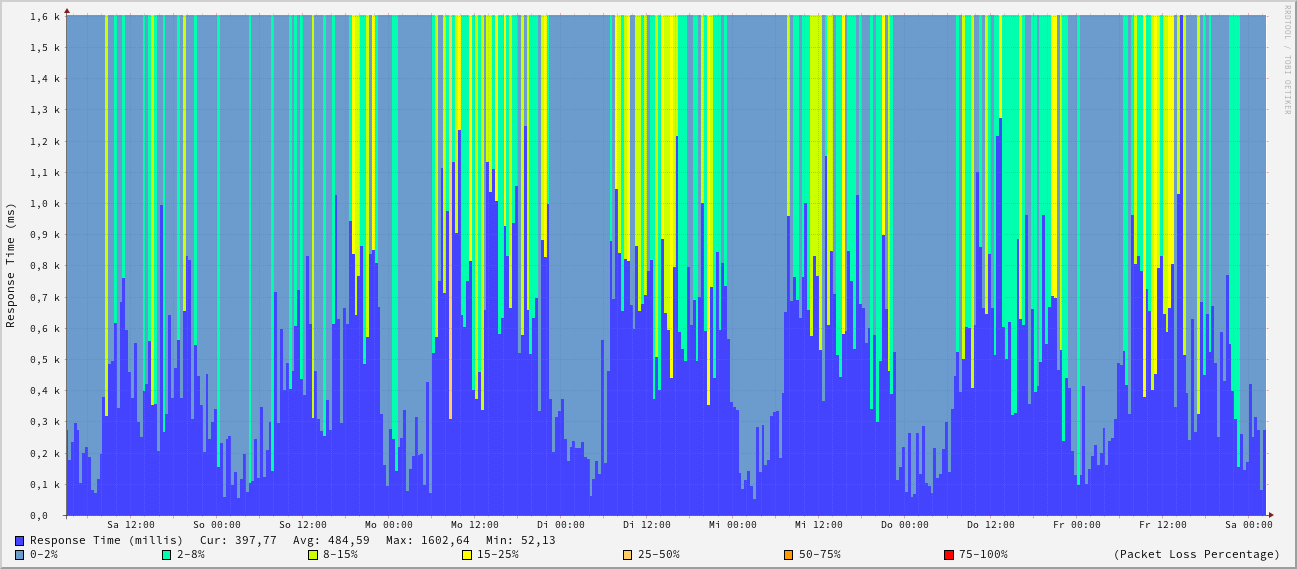 1,6 k
1,5 k
1,4 k
1,3 k
1,2 k
1,1 k
1,0 k
0,9 k
0,8 k
0,7 k
0,6 k
0,5 k
0,4 k
0,3 k
0,2 k
0,1 k
0,0
Response Time (ms)
RRDTOOL / TOBI OETIKER
Sa 12:00 So 00:00 So 12:00 Mo 00:00 Mo 12:00 Di 00:00 Di 12:00 Mi 00:00 Mi 12:00 Do 00:00 Do 12:00 Fr 00:00 Fr 12:00 Sa 00:00
Response Time (millis) Cur: 397,77 Avg: 484,59 Max: 1602,64 Min: 52,13
0-2% 2-8% 8-15% 15-25% 25-50% 50-75% 75-100% (Packet Loss Percentage)